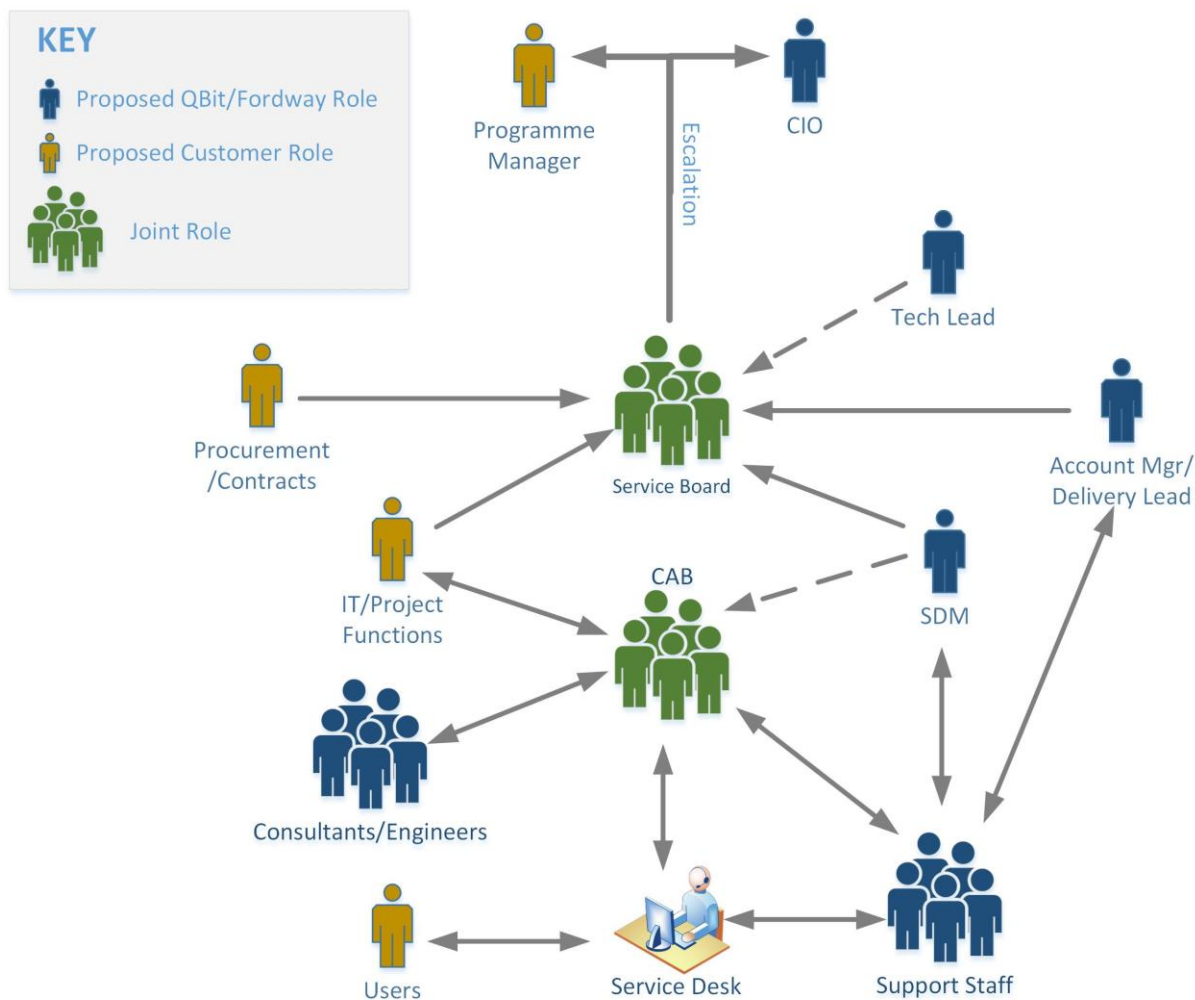 KEY
Proposed QBit/Fordway Role
Proposed Customer Role
Joint Role
Programme
Manager
CIO
Escalation
Tech Lead
Procurement
/Contracts
Service Board
Account Mgr/
Delivery Lead
IT/Project
Functions
CAB
SDM
Consultants/Engineers
Users
Service Desk
Support Staff